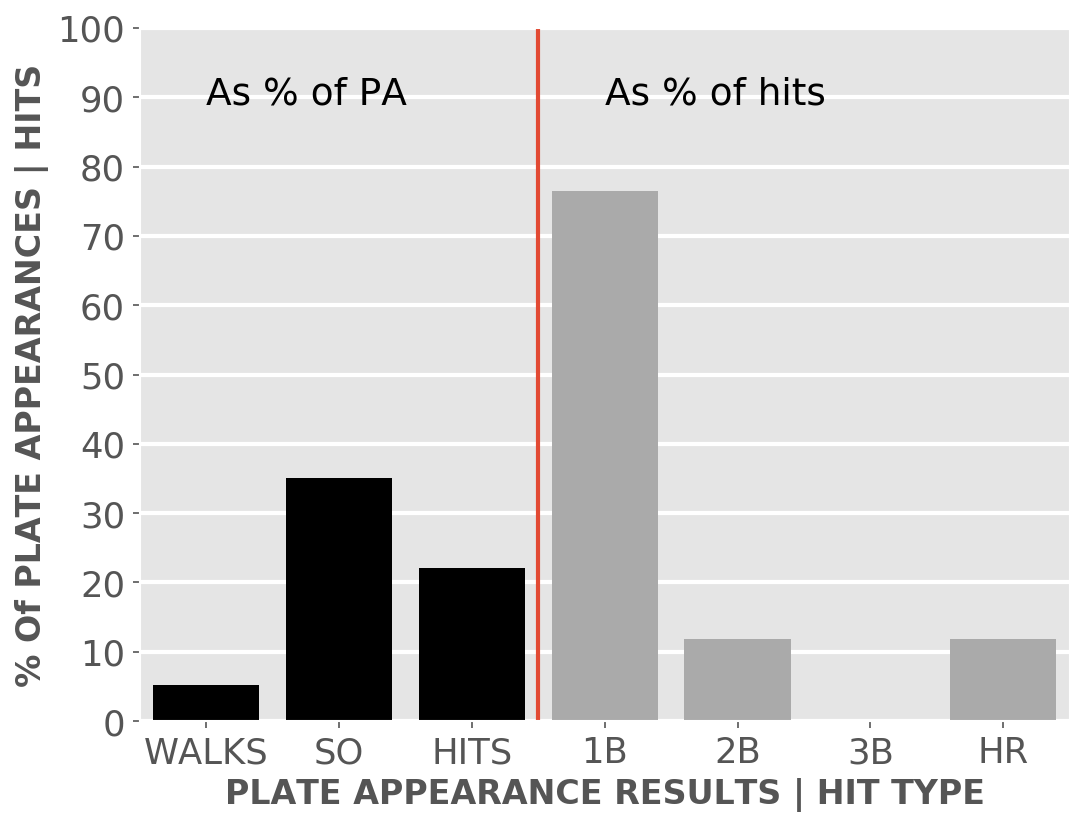 % Of PLATE APPEARANCES | HITS
100
90
80
70
60
50
40
30
20
10
0
As % of PA
As % of hits
WALKS SO HITS 1B 2B 3B HR
PLATE APPEARANCE RESULTS | HIT TYPE